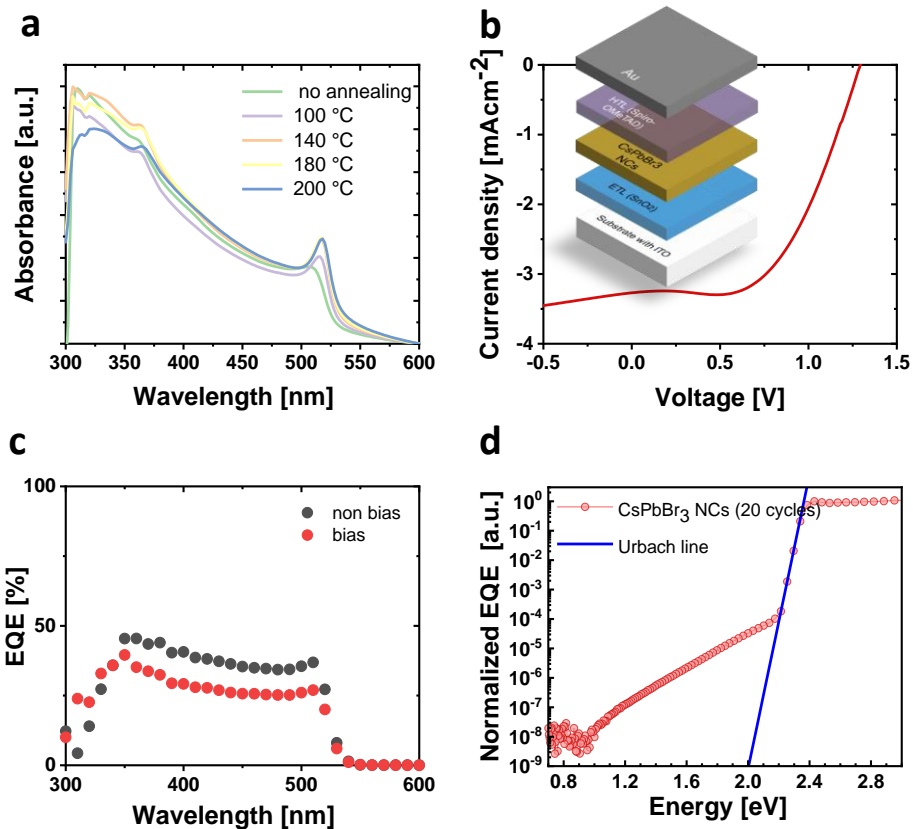 a
Absorbance [a.u.]
no annealing
100 °C
140 °C
180 °C
200 °C
300 350 400 450 500 550 600
Wavelength [nm]
b
Current density [mAcm-2]
0
-1
-2
-3
-4
Au
HTL (Spiro-
OMeTAD)
CsPbBr3
NCs
ETL (SnO2)
Substrate with ITO
-0.5 0.0 0.5 1.0 1.5
Voltage [V]
c
EQE [%]
100
50
0
non bias
bias
300 350 400 450 500 550 600
Wavelength [nm]
d
Normalized EQE [a.u.]
10^0
10^-1
10^-2
10^-3
10^-4
10^-5
10^-6
10^-7
10^-8
10^-9
CsPbBr3 NCs (20 cycles)
Urbach line
0.8 1.2 1.6 2.0 2.4 2.8
Energy [eV]